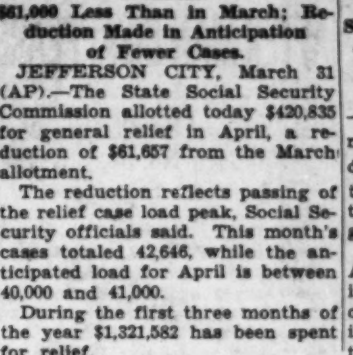 $61,000 Less Than in March; Re-
duction Made in Anticipation
of Fewer Cases.
JEFFERSON CITY, March 31
(AP).—The State Social Security
Commission allotted today $420,835
for general relief in April, a re-
duction of $61,657 from the March
allotment.
The reduction reflects passing of
the relief case load peak, Social Se-
curity officials said. This month's
cases totaled 42,646, while the an-
ticipated load for April is between
40,000 and 41,000.
During the first three months of
the year $1,321,582 has been spent
for relief